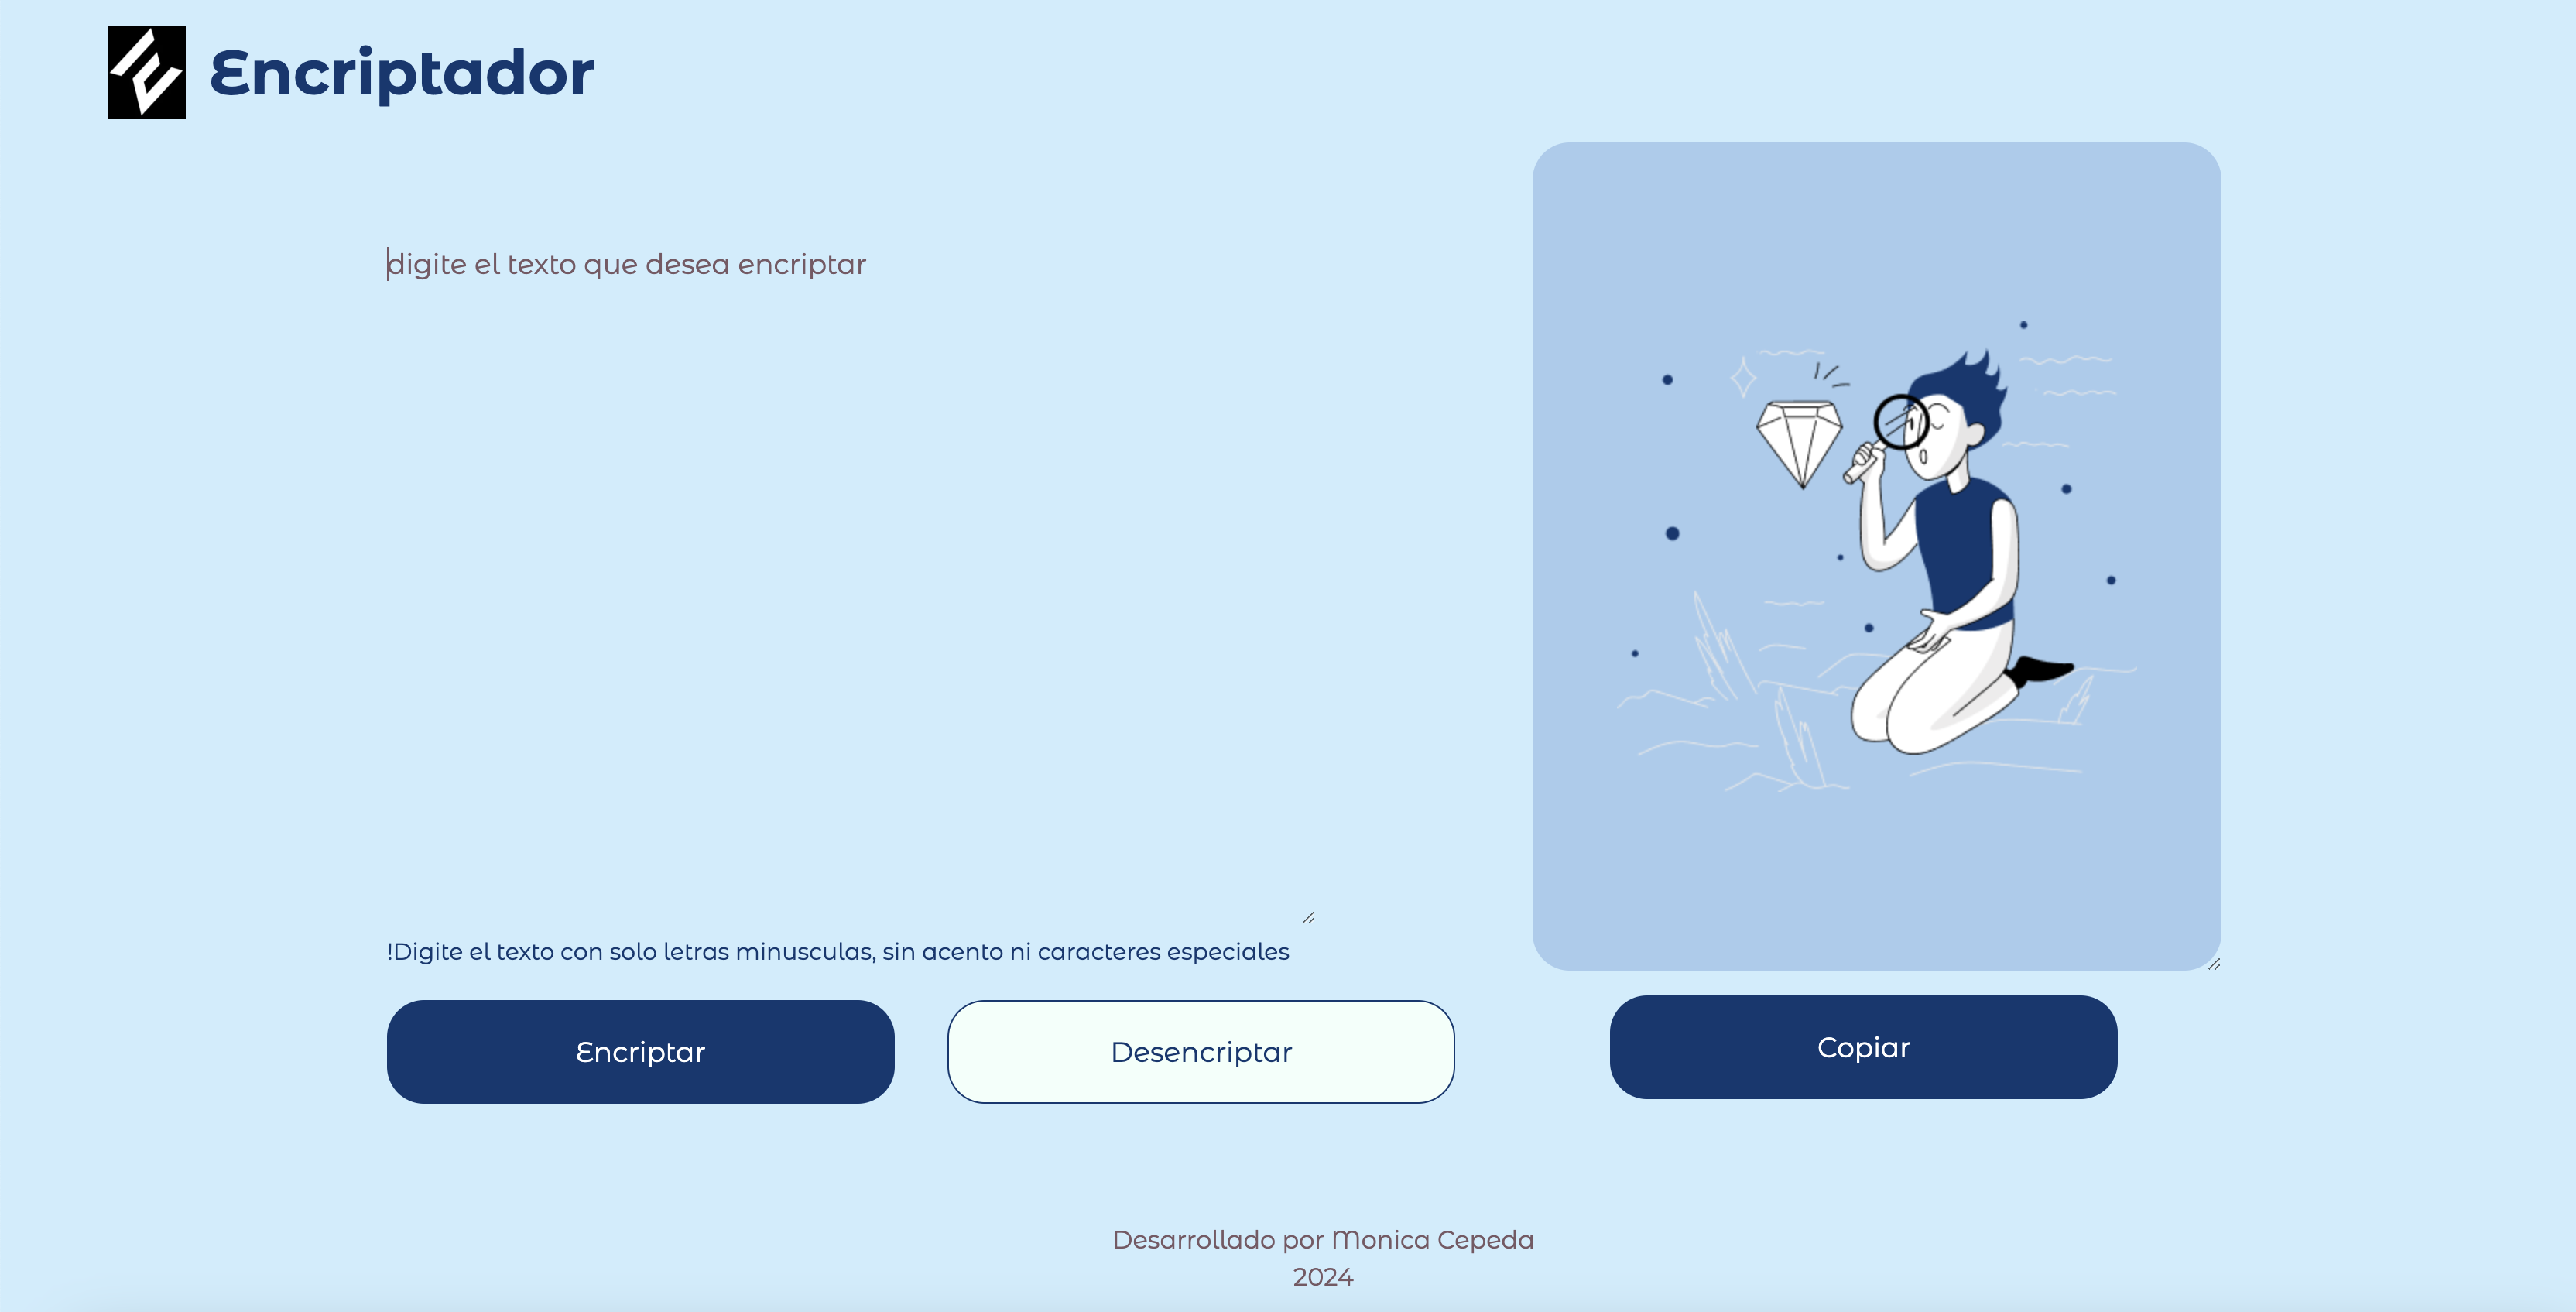 Encriptador
digite el texto que desea encriptar
!Digite el texto con solo letras minusculas, sin acento ni caracteres especiales
Encriptar
Desencriptar
Copiar
Desarrollado por Monica Cepeda
2024